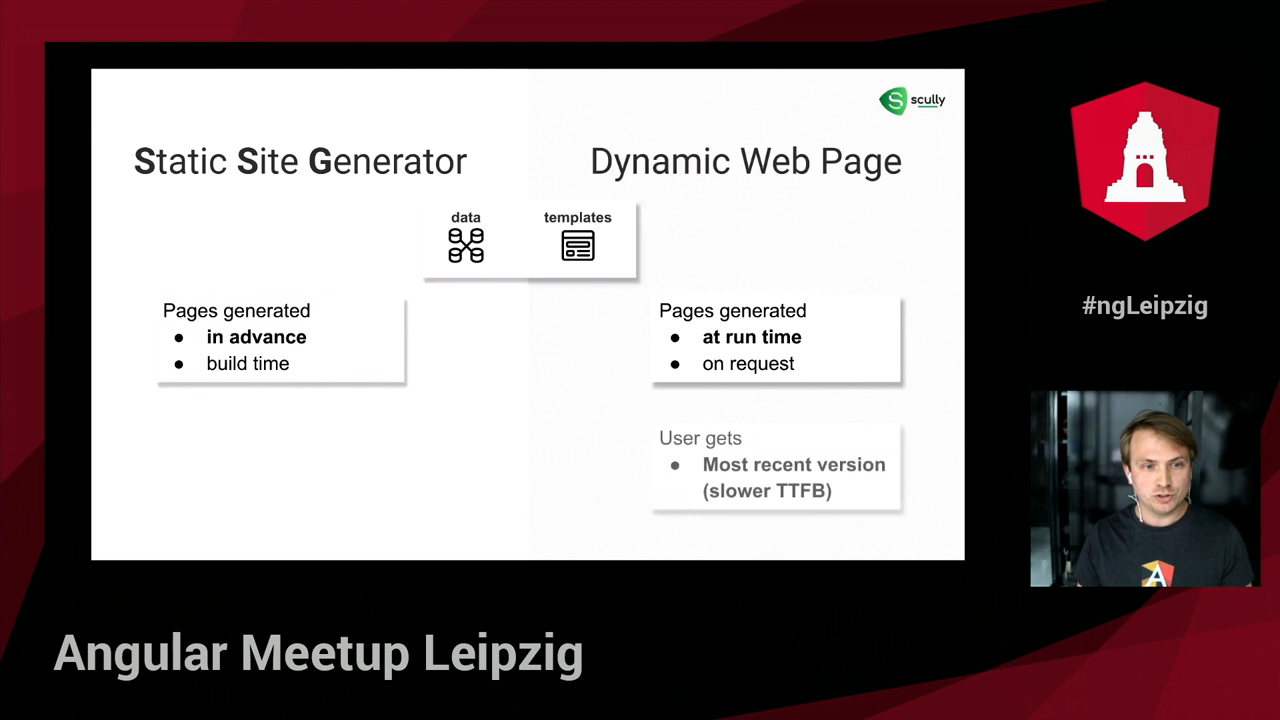 scully
Static Site Generator
Dynamic Web Page
data
templates
Pages generated
● in advance
● build time
Pages generated
● at run time
● on request
User gets
● Most recent version
(slower TTFB)
#ngLeipzig
Angular Meetup Leipzig